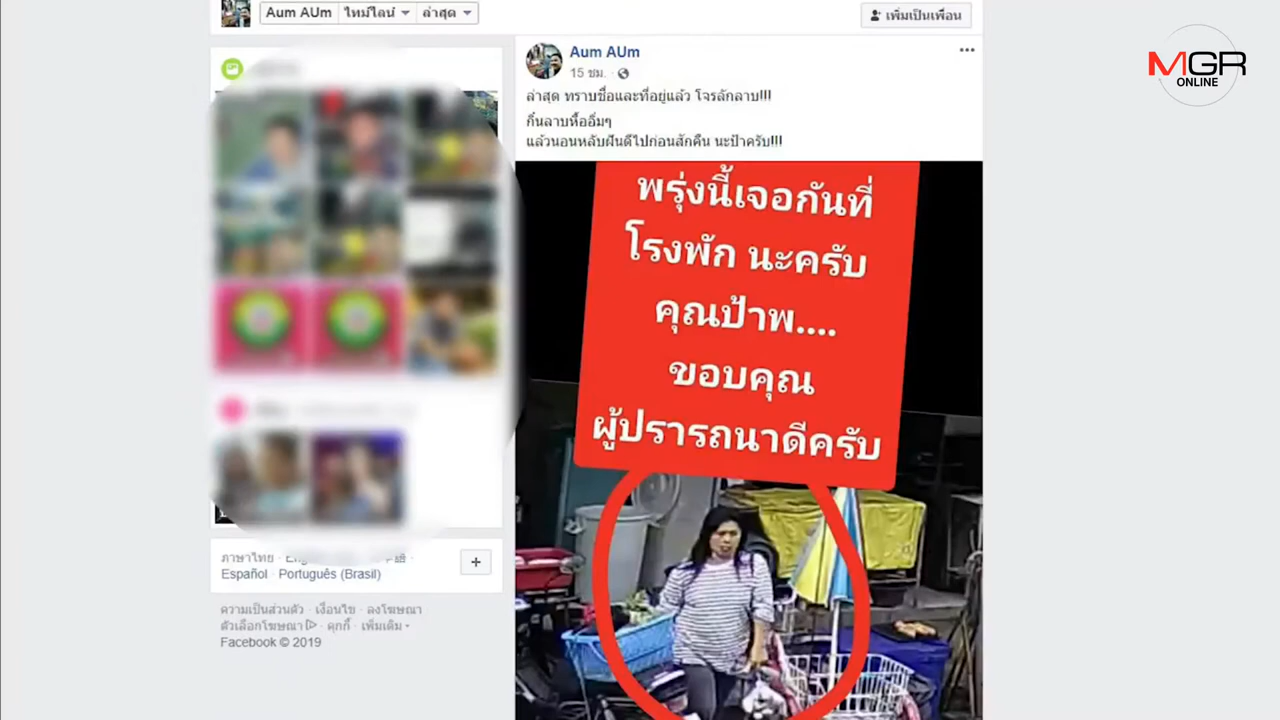 Aum AUm
ไทม์ไลน์
ล่าสุด
เพิ่มเป็นเพื่อน
MGR
ONLINE
Aum AUm
15 ชม.
ล่าสุด ทราบชื่อและที่อยู่แล้ว โจรลักลาบ!!!
กิ๋นลาบหื้ออิ่มๆ
แล้วนอนหลับฝันดีไปก่อนสักคืน นะป้าครับ!!!
พรุ่งนี้เจอกันที่
โรงพัก นะครับ
คุณป้าพ....
ขอบคุณ
ผู้ปรารถนาดีครับ
ภาษาไทย ·
Español · Português (Brasil)
ความเป็นส่วนตัว · เงื่อนไข · ลงโฆษณา
ตัวเลือกโฆษณา · คุกกี้ · เพิ่มเติม
Facebook © 2019